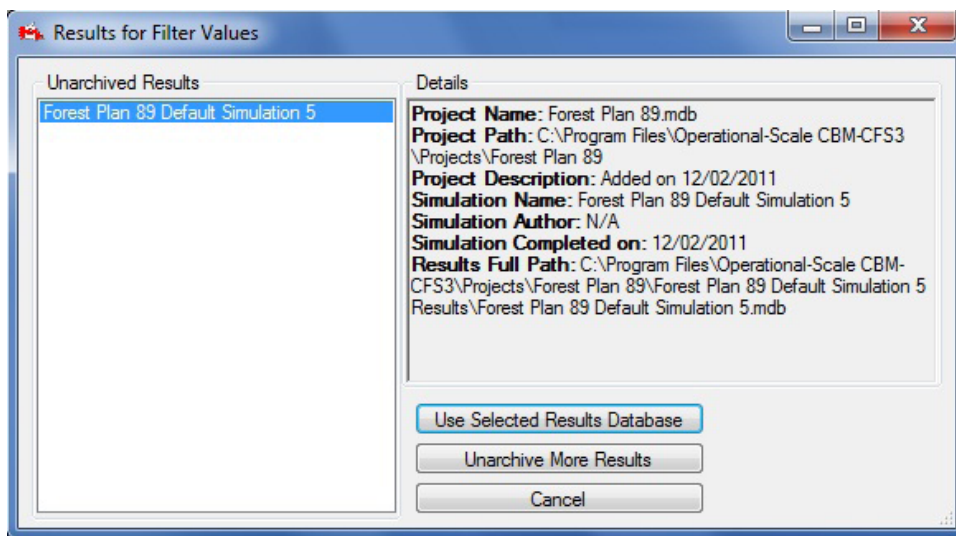 Results for Filter Values
Unarchived Results
Forest Plan 89 Default Simulation 5
Details
Project Name: Forest Plan 89.mdb
Project Path: C:\Program Files\Operational-Scale CBM-CFS3
\Projects\Forest Plan 89
Project Description: Added on 12/02/2011
Simulation Name: Forest Plan 89 Default Simulation 5
Simulation Author: N/A
Simulation Completed on: 12/02/2011
Results Full Path: C:\Program Files\Operational-Scale CBM-
CFS3\Projects\Forest Plan 89\Forest Plan 89 Default Simulation 5
Results\Forest Plan 89 Default Simulation 5.mdb
Use Selected Results Database
Unarchive More Results
Cancel